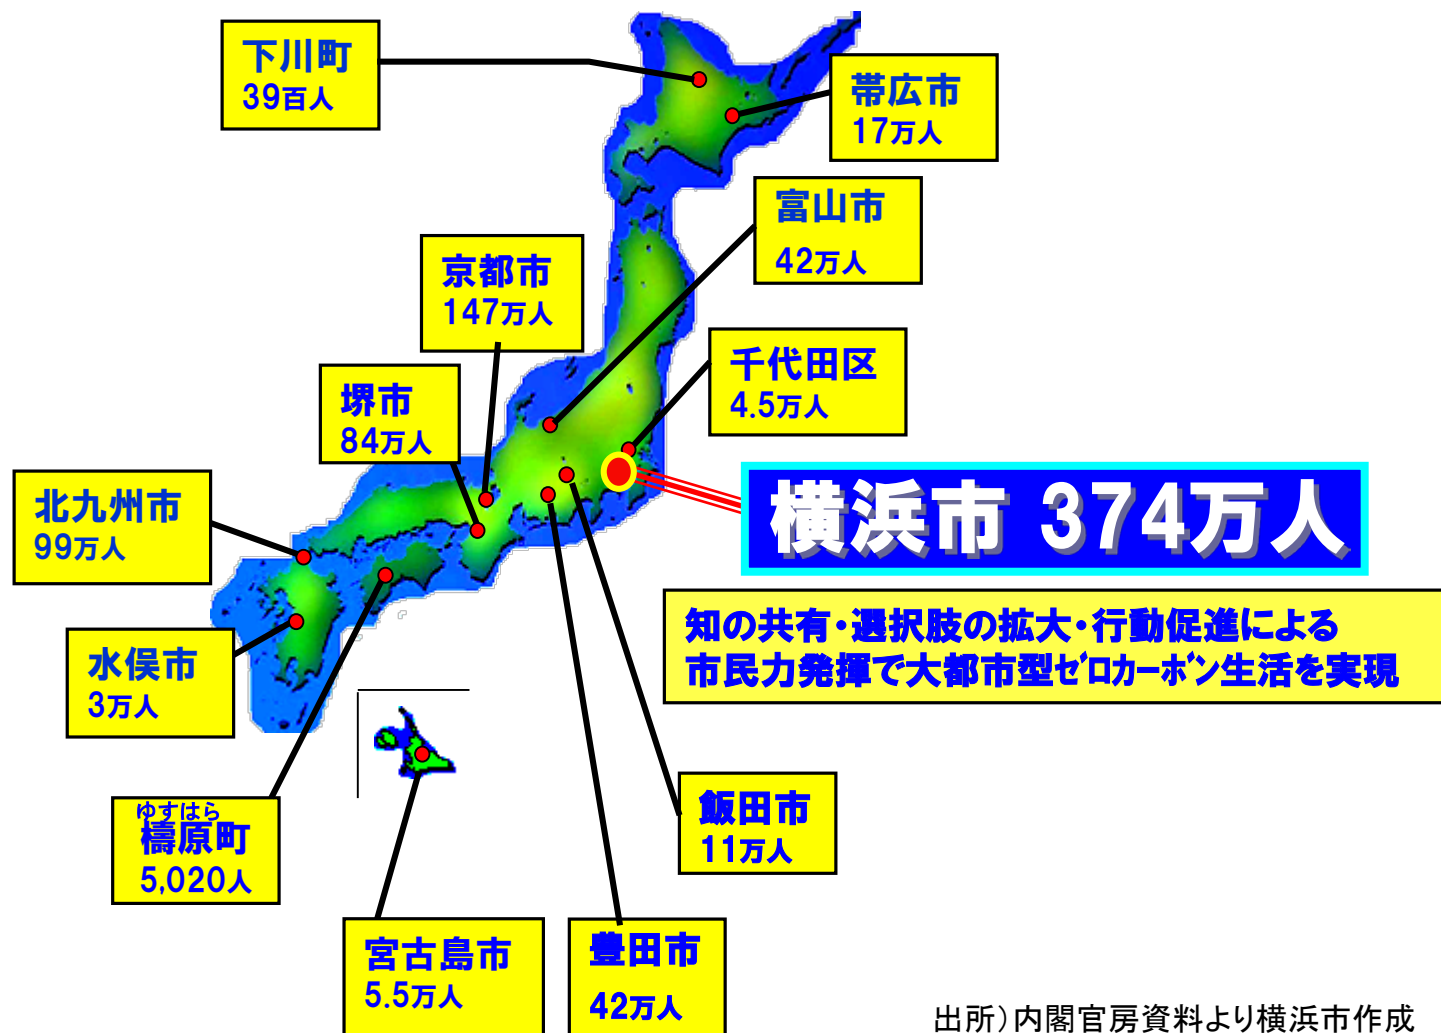 下川町
39百人
帯広市
17万人
富山市
42万人
京都市
147万人
千代田区
4.5万人
堺市
84万人
北九州市
99万人
横浜市 374万人
知の共有・選択肢の拡大・行動促進による
市民力発揮で大都市型ゼロカーボン生活を実現
水俣市
3万人
ゆすはら
檮原町
5,020人
飯田市
11万人
宮古島市
5.5万人
豊田市
42万人
出所)内閣官房資料より横浜市作成